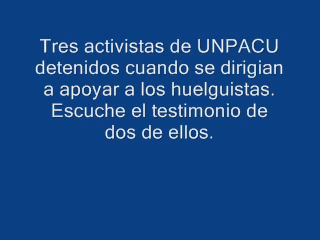 Tres activistas de UNPACU
detenidos cuando se dirigian
a apoyar a los huelguistas.
Escuche el testimonio de
dos de ellos.